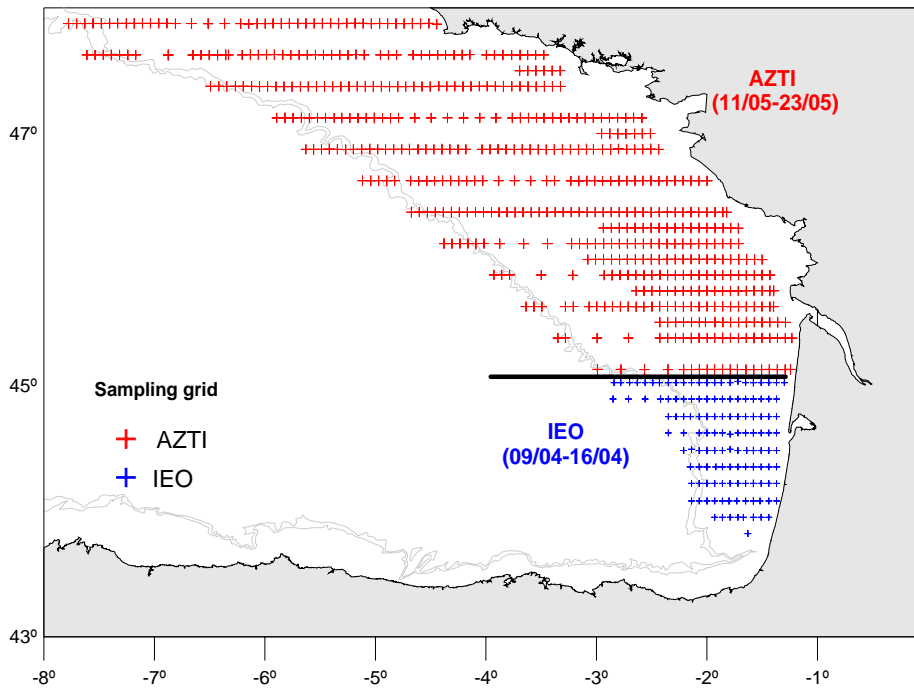 AZTI
(11/05-23/05)
47º
45º
Sampling grid
AZTI
IEO
IEO
(09/04-16/04)
43º
-8º -7º -6º -5º -4º -3º -2º -1º